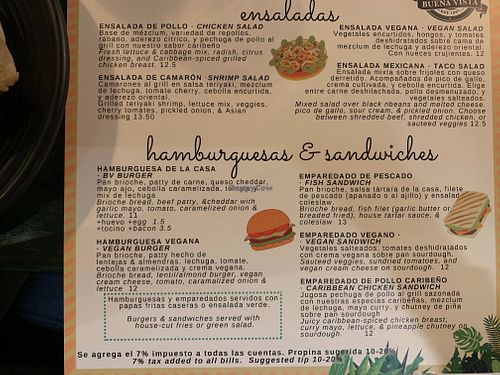 ensaladas
BUENA VISTA
ENSALADA DE POLLO · CHICKEN SALAD
Base de mezclum, variedad de repollos,
rábano, aderezo cítrico, y pechuga de pollo al
grill con nuestro sabor caribeño
Fresh lettuce & cabbage mix, radish, citrus
dressing, and Caribbean-spiced grilled
chicken breast. 12.5
ENSALADA DE CAMARÓN · SHRIMP SALAD
Camarones al grill en salsa teriyaki, mezclum
de lechuga, tomate cherry, cebolla encurtida,
y aderezo oriental.
Grilled teriyaki shrimp, lettuce mix, veggies,
cherry tomatoes, pickled onion, & Asian
dressing 13.50
ENSALADA VEGANA · VEGAN SALAD
Vegetales encurtidos, hongos, y tomates
deshidratados sobre cama de
mezclum de lechuga y aderezo oriental.
Con nueces crujientes. 12
ENSALADA MEXICANA · TACO SALAD
Ensalada mixta sobre frijoles con queso
derretido. Acompañados de pico de gallo,
crema cultivada, y cebolla encurtida. Elige
entre carne deshilachada, pollo desmenuzado, y
vegetales salteados.
Mixed salad over black nbeans and melted cheese,
pico de gallo, sour cream, & pickled onion. Choose
between shredded beef, shredded chicken, or
sauteed veggies 12.5
hamburguesas & sandwiches
HAMBURGUESA DE LA CASA
· BV BURGER
Pan brioche, patty de carne, queso cheddar,
mayo ajo, cebolla caramelizada, tomate, y
mix de lechuga
Brioche bread, beef patty, &cheddar with
garlic mayo, tomato, caramelized onion &
lettuce. 11
+huevo +egg 1.5
+tocino +bacon 3.5
HAMBURGUESA VEGANA
· VEGAN BURGER
Pan brioche, patty hecho de
lentejas & almendras. lechuga, tomate,
cebolla caramelizada y crema vegana.
Brioche bread, lentil/almond burger, vegan
cream cheese, tomato, caramelized onion &
lettuce 12
Hamburguesas y emparedados servidos con
papas fritas caseras o ensalada verde.
Burgers & sandwiches served with
house-cut fries or green salad.
EMPAREDADO DE PESCADO
· FISH SANDWICH
Pan brioche, salsa tártara de la casa, filete
de pescado (apanado o al ajillo) y ensalada
coleslaw.
Brioche bread, fish filet (garlic butter or
breaded fried), house tartar sauce, &
coleslaw 13
EMPAREDADO VEGANO ·
· VEGAN SANDWICH
Vegetales salteados, tomates deshidratados
con crema vegana sobre pan sourdough.
Sauteed veggies, sundried tomatoes, and
vegan cream cheese on sourdough. 12
EMPAREDADO DE POLLO CARIBEÑO
· CARIBBEAN CHICKEN SANDWICH
Jugosa pechuga de pollo al grill sazonada
con nuestras especias caribeñas, mezclum
de lechuga, mayo curry, y chutney de piña
sobre pan sourdough
Juicy caribbean-spiced chicken breast,
curry mayo, lettuce, & pineapple chutney on
sourdough. 12
Se agrega el 7% impuesto a todas las cuentas. Propina sugerida 10-20%
7% tax added to all bills. Suggested tip 10-20%